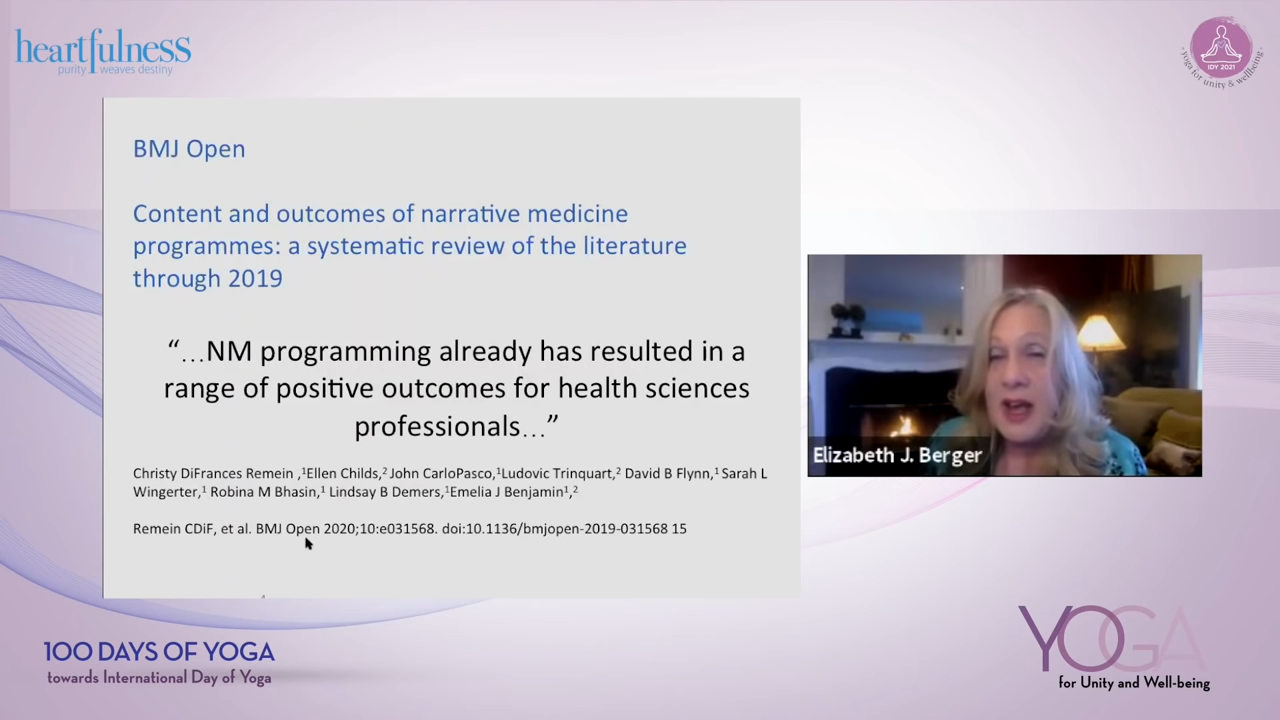 heartfulness
purity weaves destiny
IDY 2021
yoga for unity & wellbeing
BMJ Open
Content and outcomes of narrative medicine
programmes: a systematic review of the literature
through 2019
“…NM programming already has resulted in a
range of positive outcomes for health sciences
professionals…”
Christy DiFrances Remein ,¹Ellen Childs,² John CarloPasco,¹Ludovic Trinquart,² David B Flynn,¹ Sarah L
Wingerter,¹ Robina M Bhasin,¹ Lindsay B Demers,¹Emelia J Benjamin¹,²
Remein CDiF, et al. BMJ Open 2020;10:e031568. doi:10.1136/bmjopen-2019-031568 15
Elizabeth J. Berger
100 DAYS OF YOGA
towards International Day of Yoga
YOGA
for Unity and Well-being